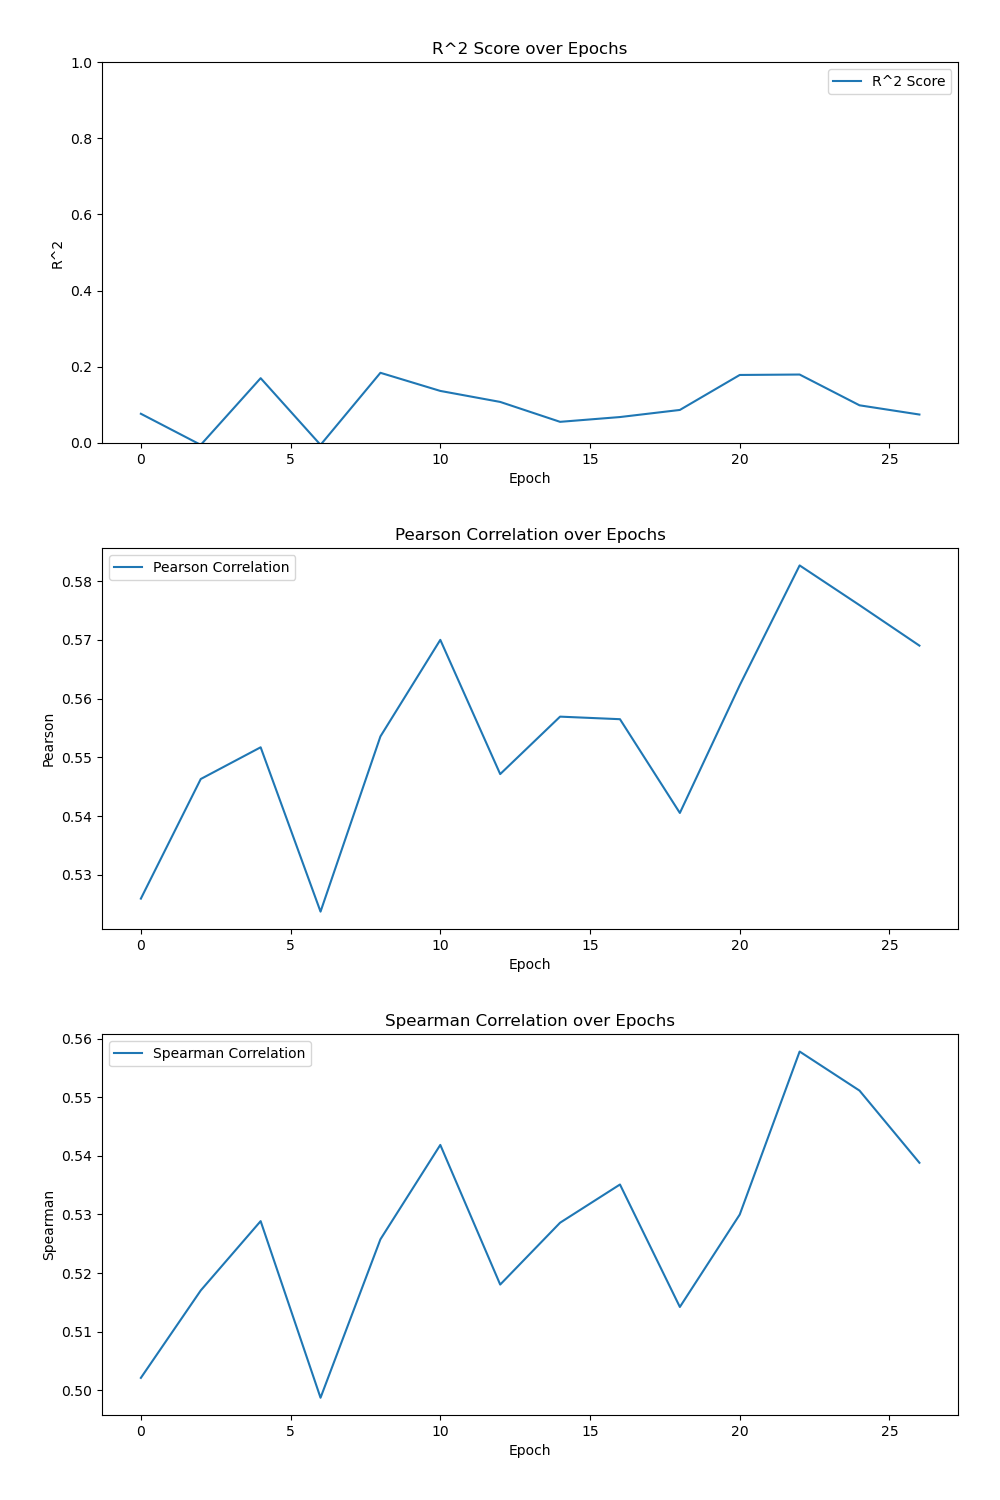 R^2 Score over Epochs
1.0
R^2 Score
0.8
0.6
R^2
0.4
0.2
0.0
0 5 10 15 20 25
Epoch
Pearson Correlation over Epochs
Pearson Correlation
0.58
0.57
0.56
Pearson
0.55
0.54
0.53
0 5 10 15 20 25
Epoch
Spearman Correlation over Epochs
0.56
Spearman Correlation
0.55
0.54
0.53
Spearman
0.52
0.51
0.50
0 5 10 15 20 25
Epoch